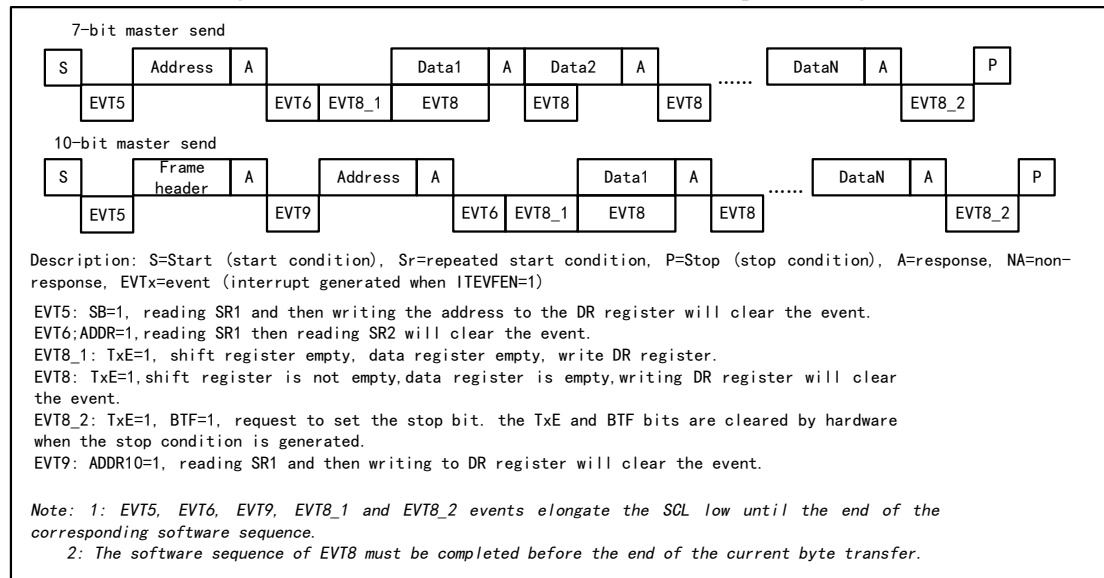 7-bit master send
S Address A Data1 A Data2 A ...... DataN A P
EVT5 EVT6 EVT8_1 EVT8 EVT8 EVT8 EVT8_2
10-bit master send
S Frame header A Address A Data1 A ...... DataN A P
EVT5 EVT9 EVT6 EVT8_1 EVT8 EVT8 EVT8_2
Description: S=Start (start condition), Sr=repeated start condition, P=Stop (stop condition), A=response, NA=non-
response, EVTx=event (interrupt generated when ITEVFEN=1)
EVT5: SB=1, reading SR1 and then writing the address to the DR register will clear the event.
EVT6;ADDR=1,reading SR1 then reading SR2 will clear the event.
EVT8_1: TxE=1, shift register empty, data register empty, write DR register.
EVT8: TxE=1,shift register is not empty,data register is empty,writing DR register will clear
the event.
EVT8_2: TxE=1, BTF=1, request to set the stop bit. the TxE and BTF bits are cleared by hardware
when the stop condition is generated.
EVT9: ADDR10=1, reading SR1 and then writing to DR register will clear the event.
Note: 1: EVT5, EVT6, EVT9, EVT8_1 and EVT8_2 events elongate the SCL low until the end of the
corresponding software sequence.
2: The software sequence of EVT8 must be completed before the end of the current byte transfer.